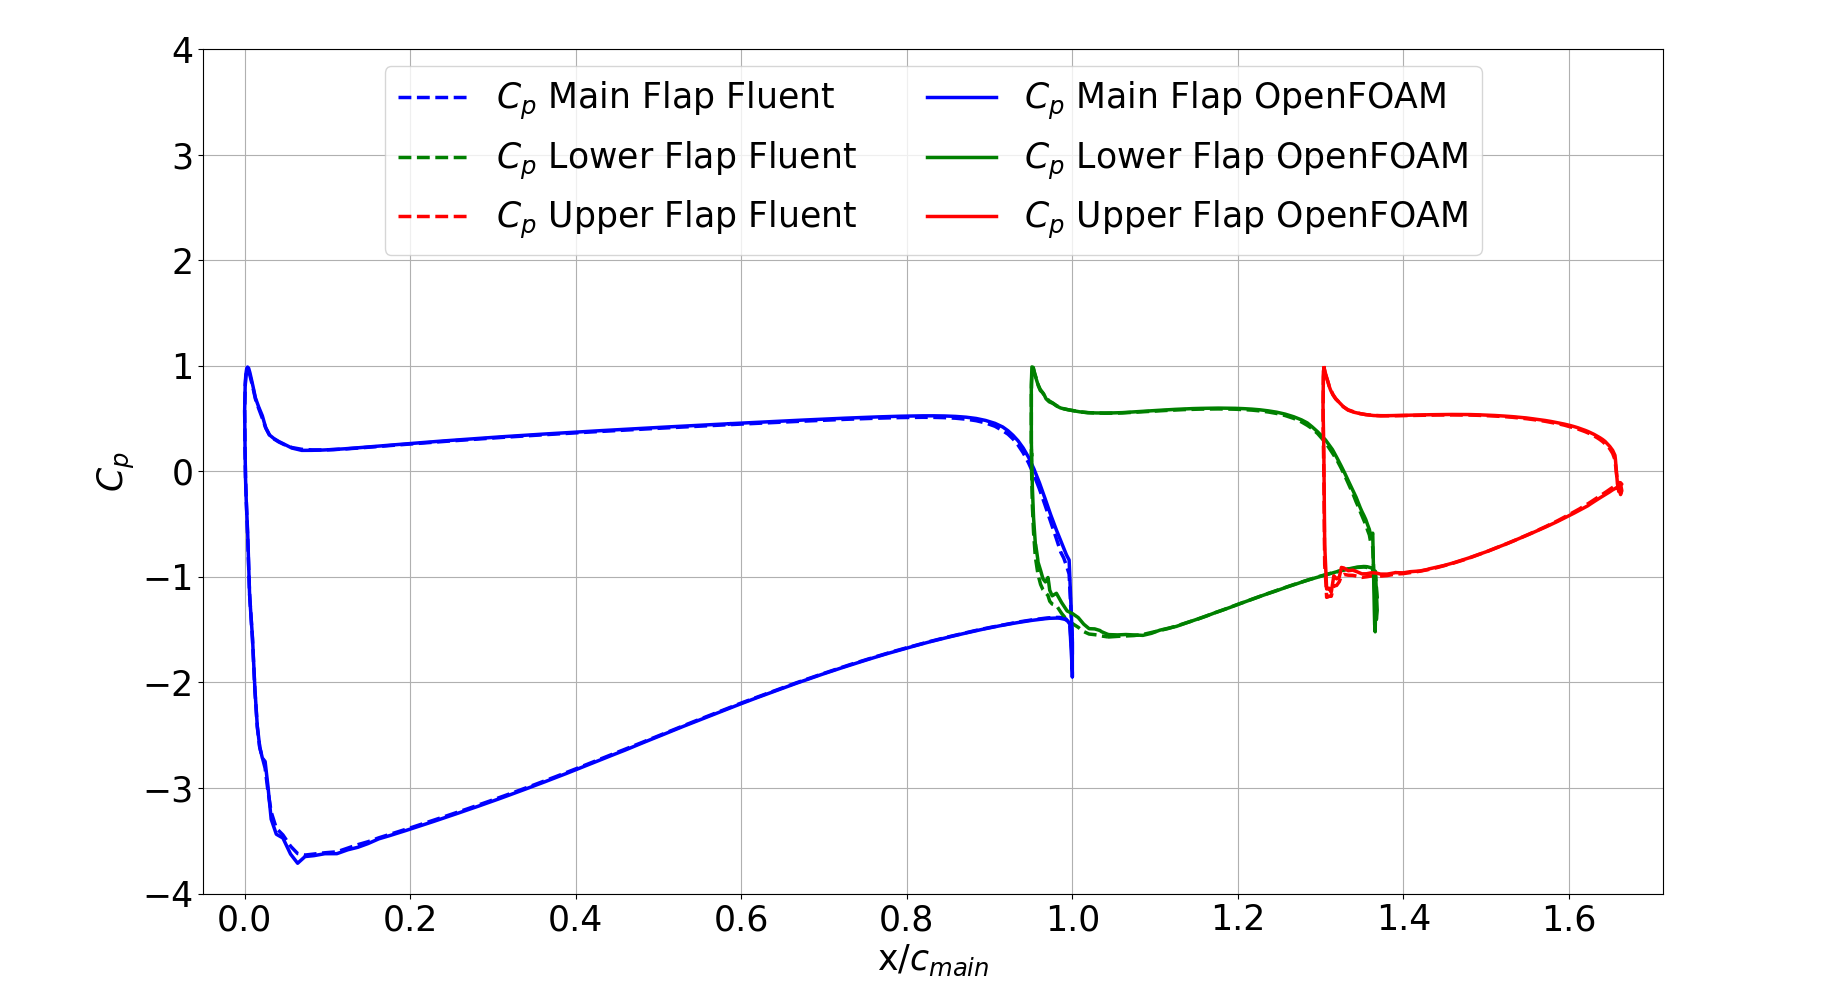 4
3
2
1
0
−1
−2
−3
−4
C_p
C_p Main Flap Fluent
C_p Lower Flap Fluent
C_p Upper Flap Fluent
C_p Main Flap OpenFOAM
C_p Lower Flap OpenFOAM
C_p Upper Flap OpenFOAM
0.0 0.2 0.4 0.6 0.8 1.0 1.2 1.4 1.6
x/c_{main}